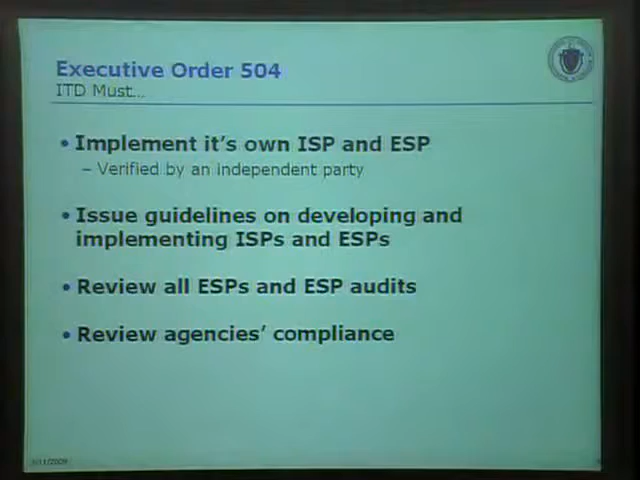 Executive Order 504
ITD Must...
• Implement it's own ISP and ESP
– Verified by an independent party
• Issue guidelines on developing and
implementing ISPs and ESPs
• Review all ESPs and ESP audits
• Review agencies' compliance